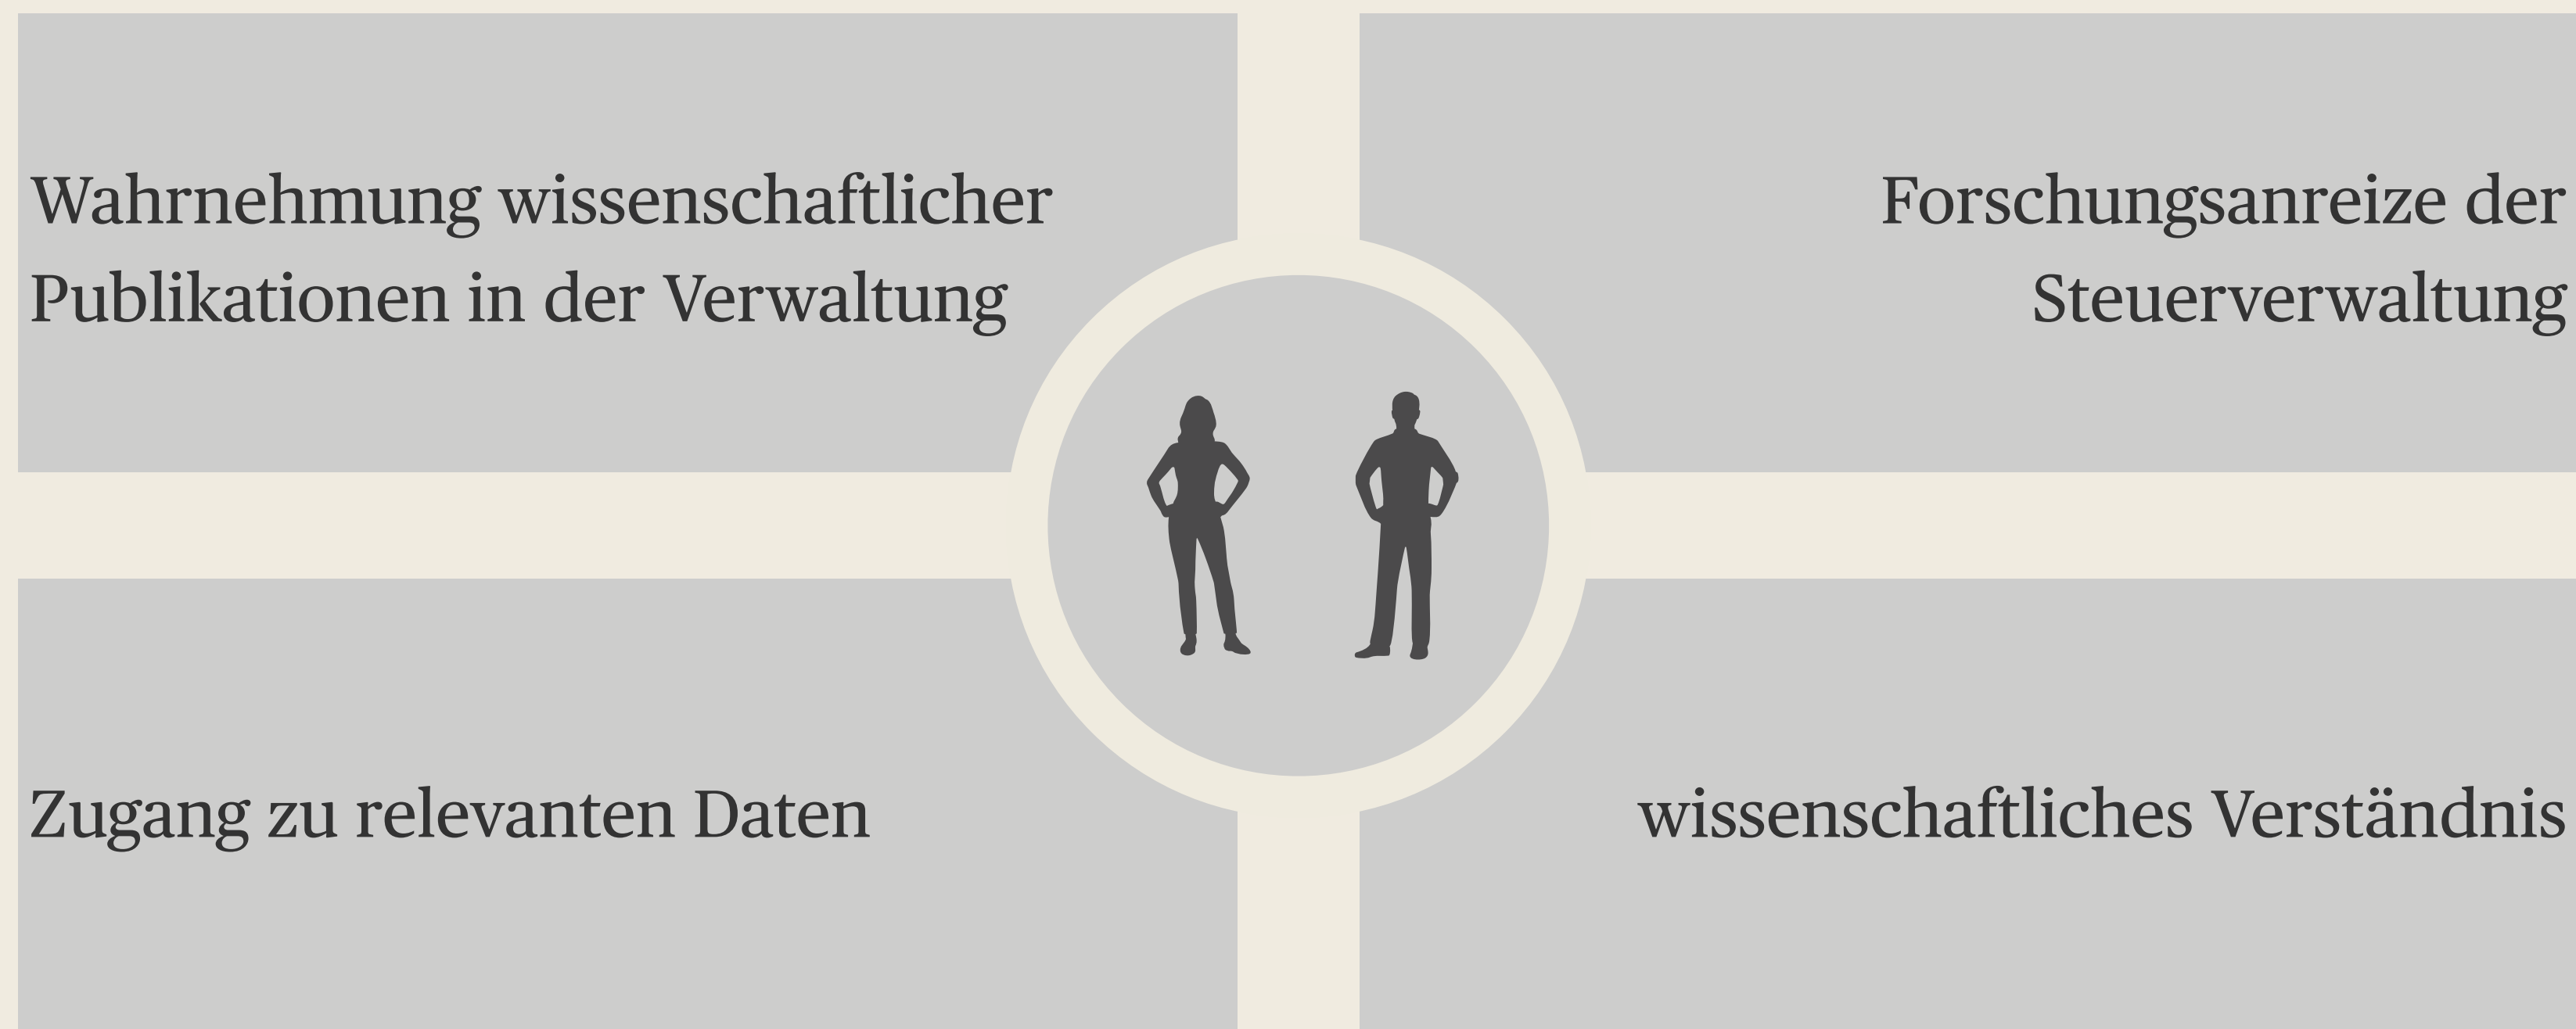 Wahrnehmung wissenschaftlicher
Publikationen in der Verwaltung
Forschungsanreize der
Steuerverwaltung
Zugang zu relevanten Daten
wissenschaftliches Verständnis